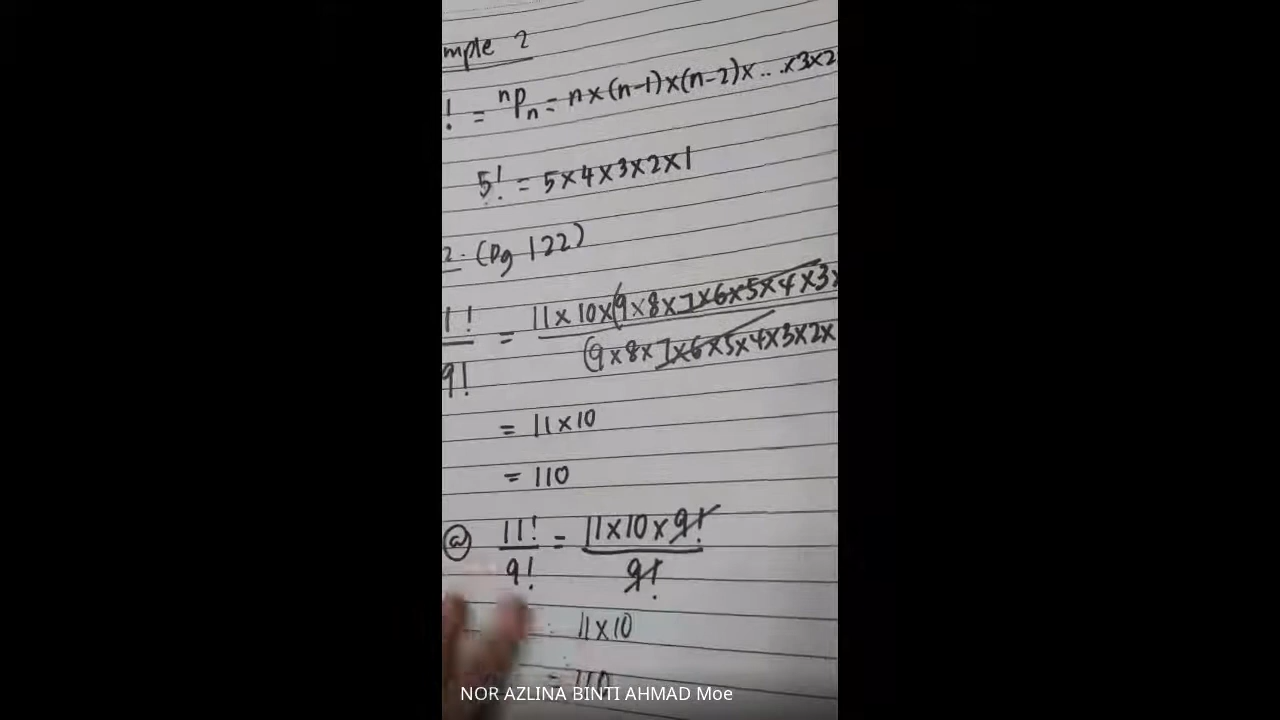 mple 2
! = ⁿPₙ = n×(n-1)×(n-2)×...×3×2
5! = 5×4×3×2×1
2. (Pg 122)
1! / 9! = 11×10×(9×8×7×6×5×4×3× / (9×8×7×6×5×4×3×2×
= 11×10
= 110
@ 11! / 9! = 11×10×9! / 9!
11×10
= 110
NOR AZLINA BINTI AHMAD Moe